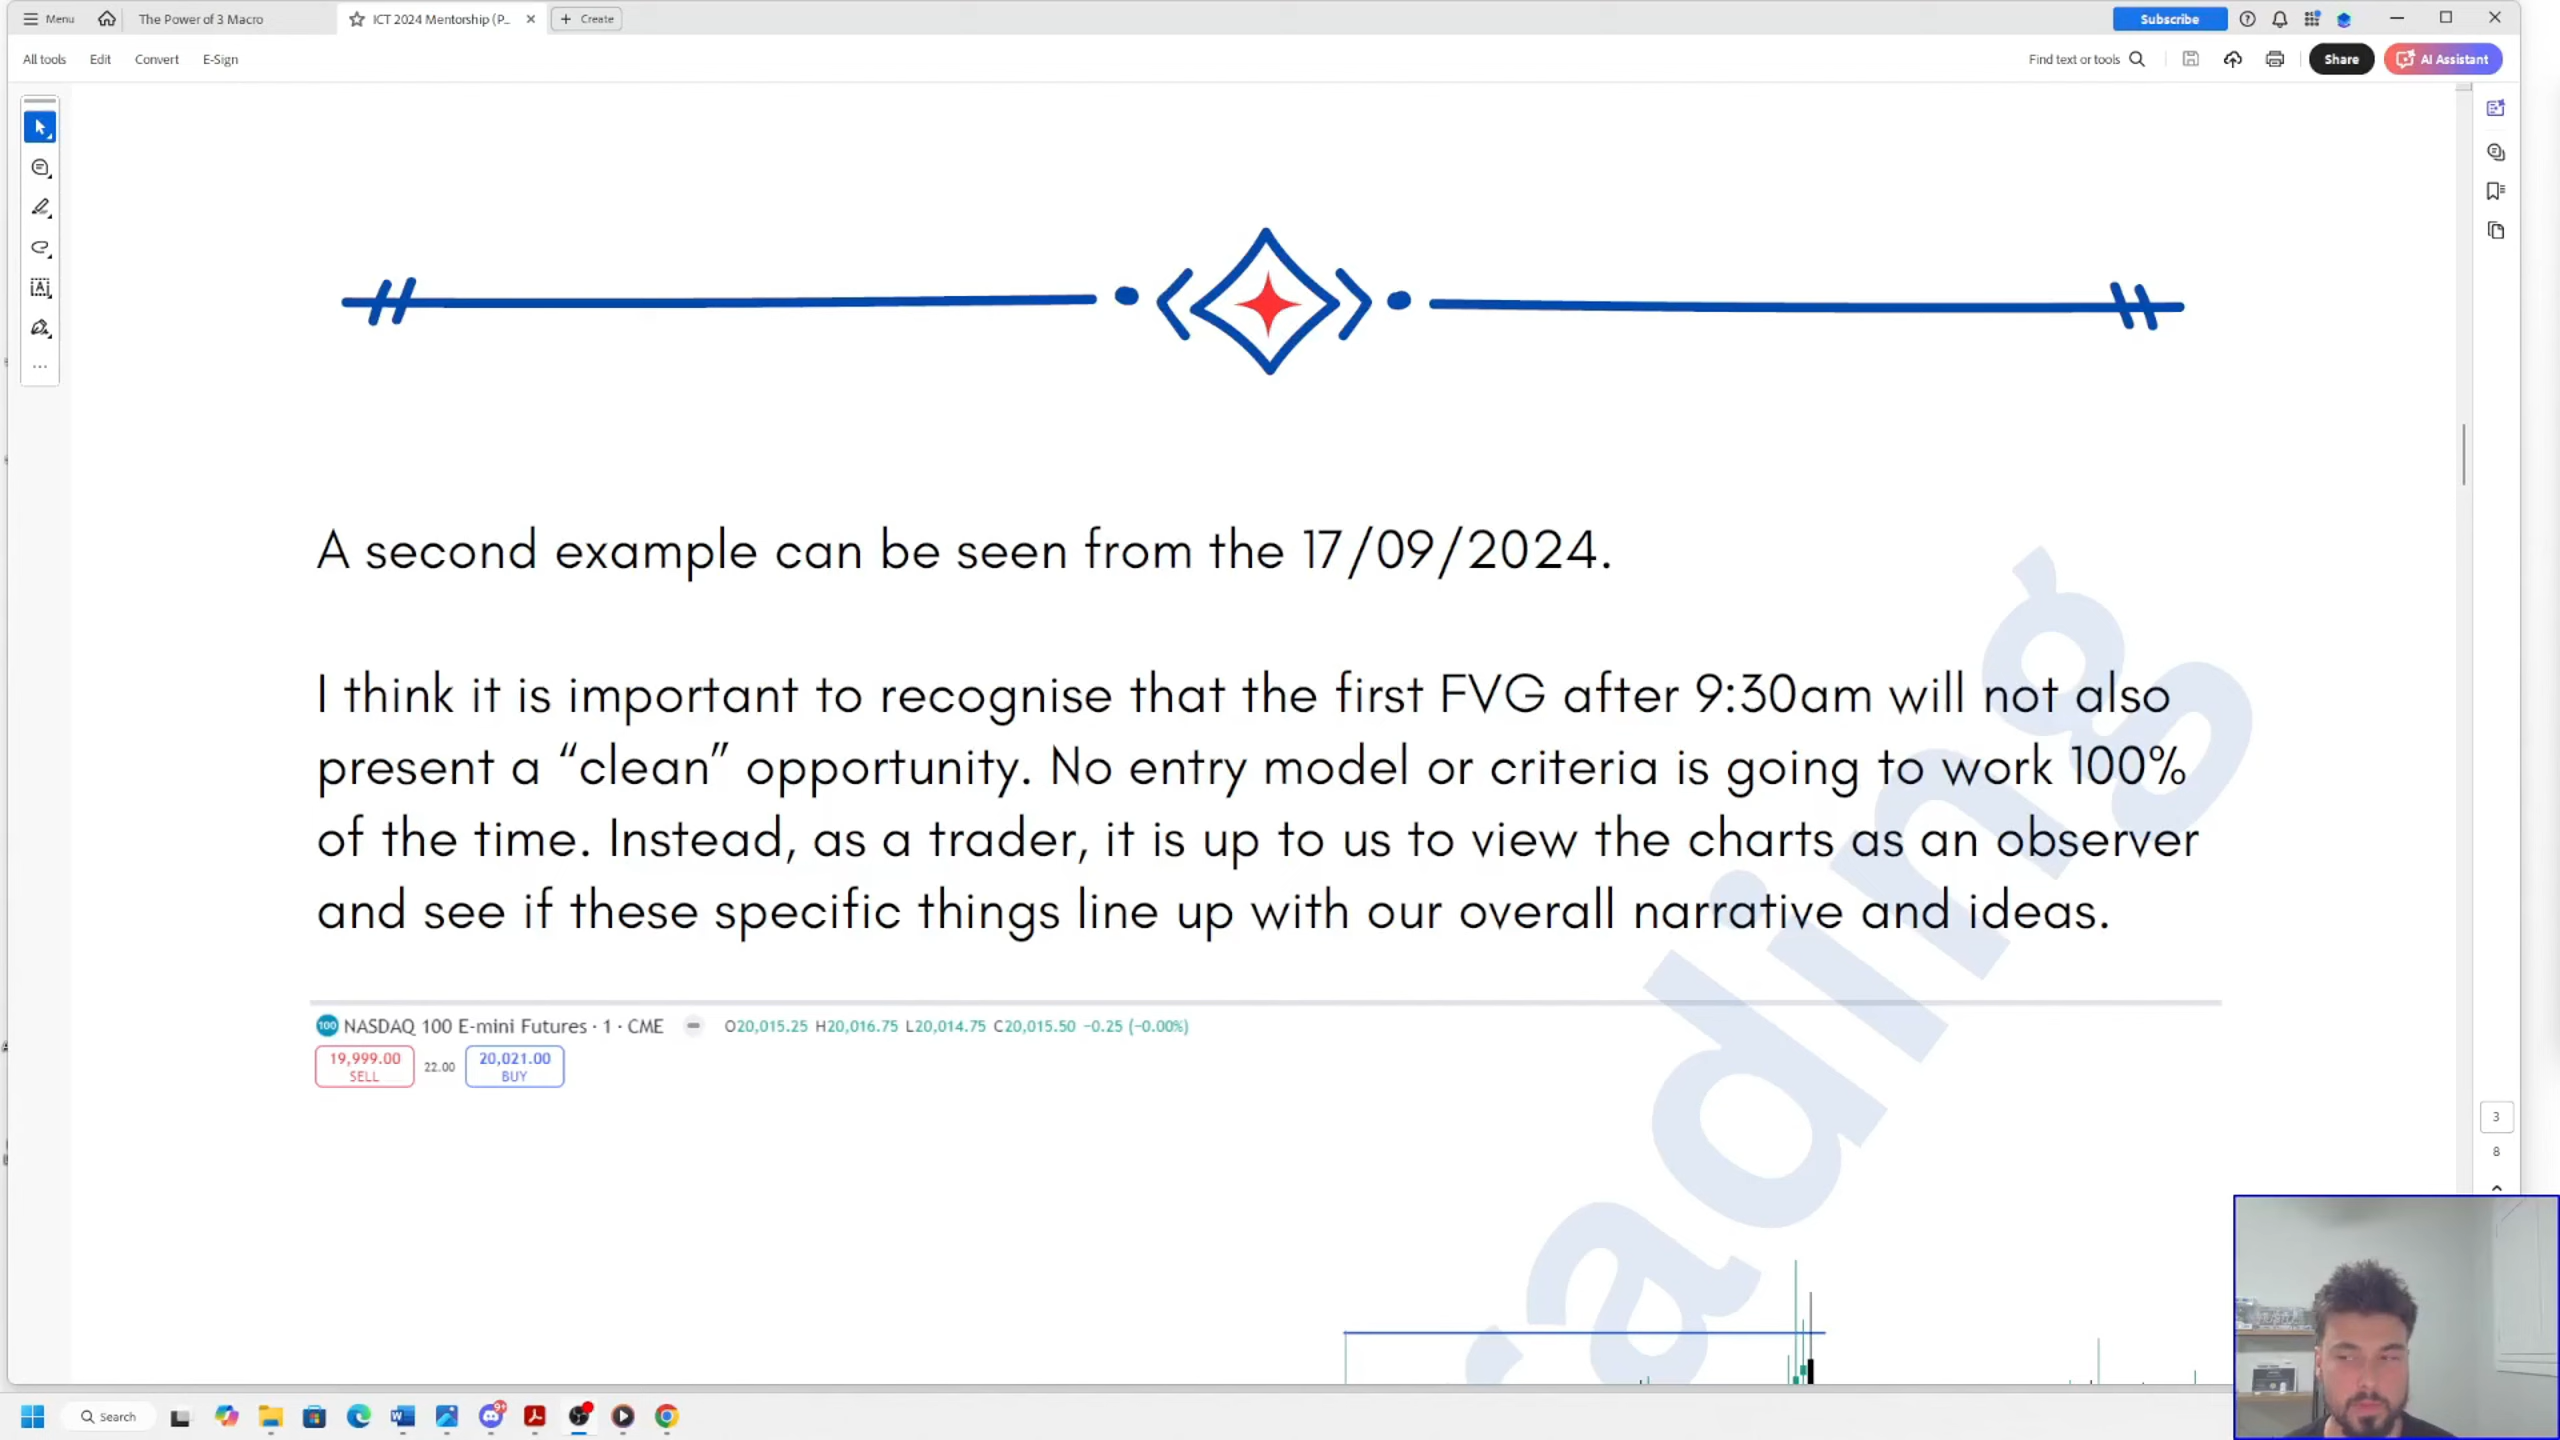 Menu
The Power of 3 Macro
ICT 2024 Mentorship (P...
Create
Subscribe
All tools
Edit
Convert
E-Sign
Find text or tools
Share
AI Assistant
A second example can be seen from the 17/09/2024.
I think it is important to recognise that the first FVG after 9:30am will not also
present a “clean” opportunity. No entry model or criteria is going to work 100%
of the time. Instead, as a trader, it is up to us to view the charts as an observer
and see if these specific things line up with our overall narrative and ideas.
100 NASDAQ 100 E-mini Futures · 1 · CME O20,015.25 H20,016.75 L20,014.75 C20,015.50 −0.25 (−0.00%)
19,999.00 22.00 20,021.00
SELL BUY
3
8
ading
Search
9+